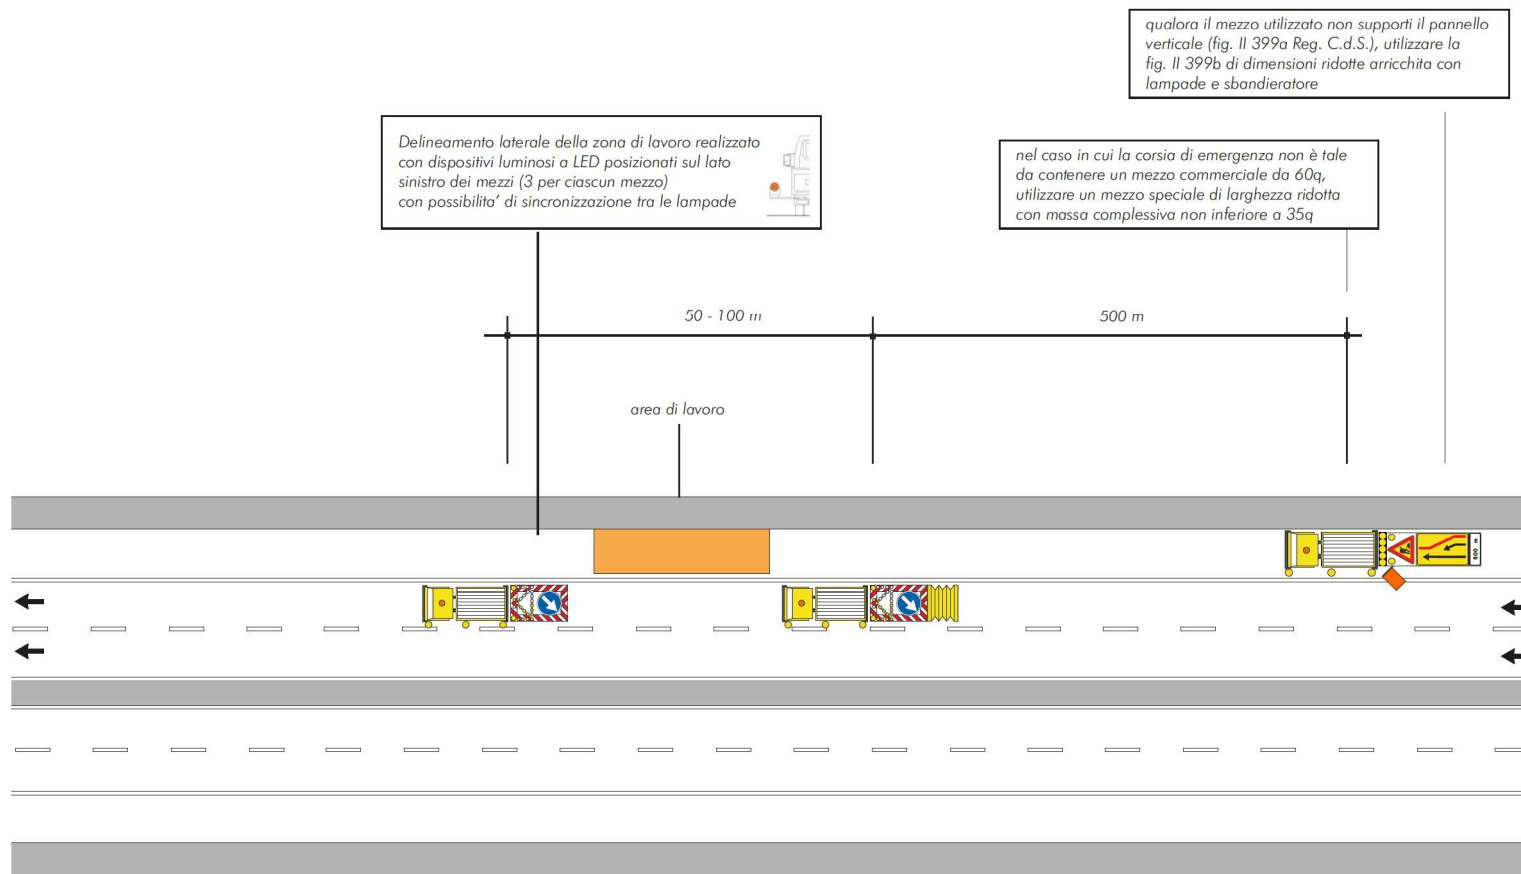 qualora il mezzo utilizzato non supporti il pannello
verticale (fig. II 399a Reg. C.d.S.), utilizzare la
fig. II 399b di dimensioni ridotte arricchita con
lampade e sbandieratore
Delineamento laterale della zona di lavoro realizzato
con dispositivi luminosi a LED posizionati sul lato
sinistro dei mezzi (3 per ciascun mezzo)
con possibilita' di sincronizzazione tra le lampade
nel caso in cui la corsia di emergenza non è tale
da contenere un mezzo commerciale da 60q,
utilizzare un mezzo speciale di larghezza ridotta
con massa complessiva non inferiore a 35q
50 - 100 m
500 m
area di lavoro
500 m